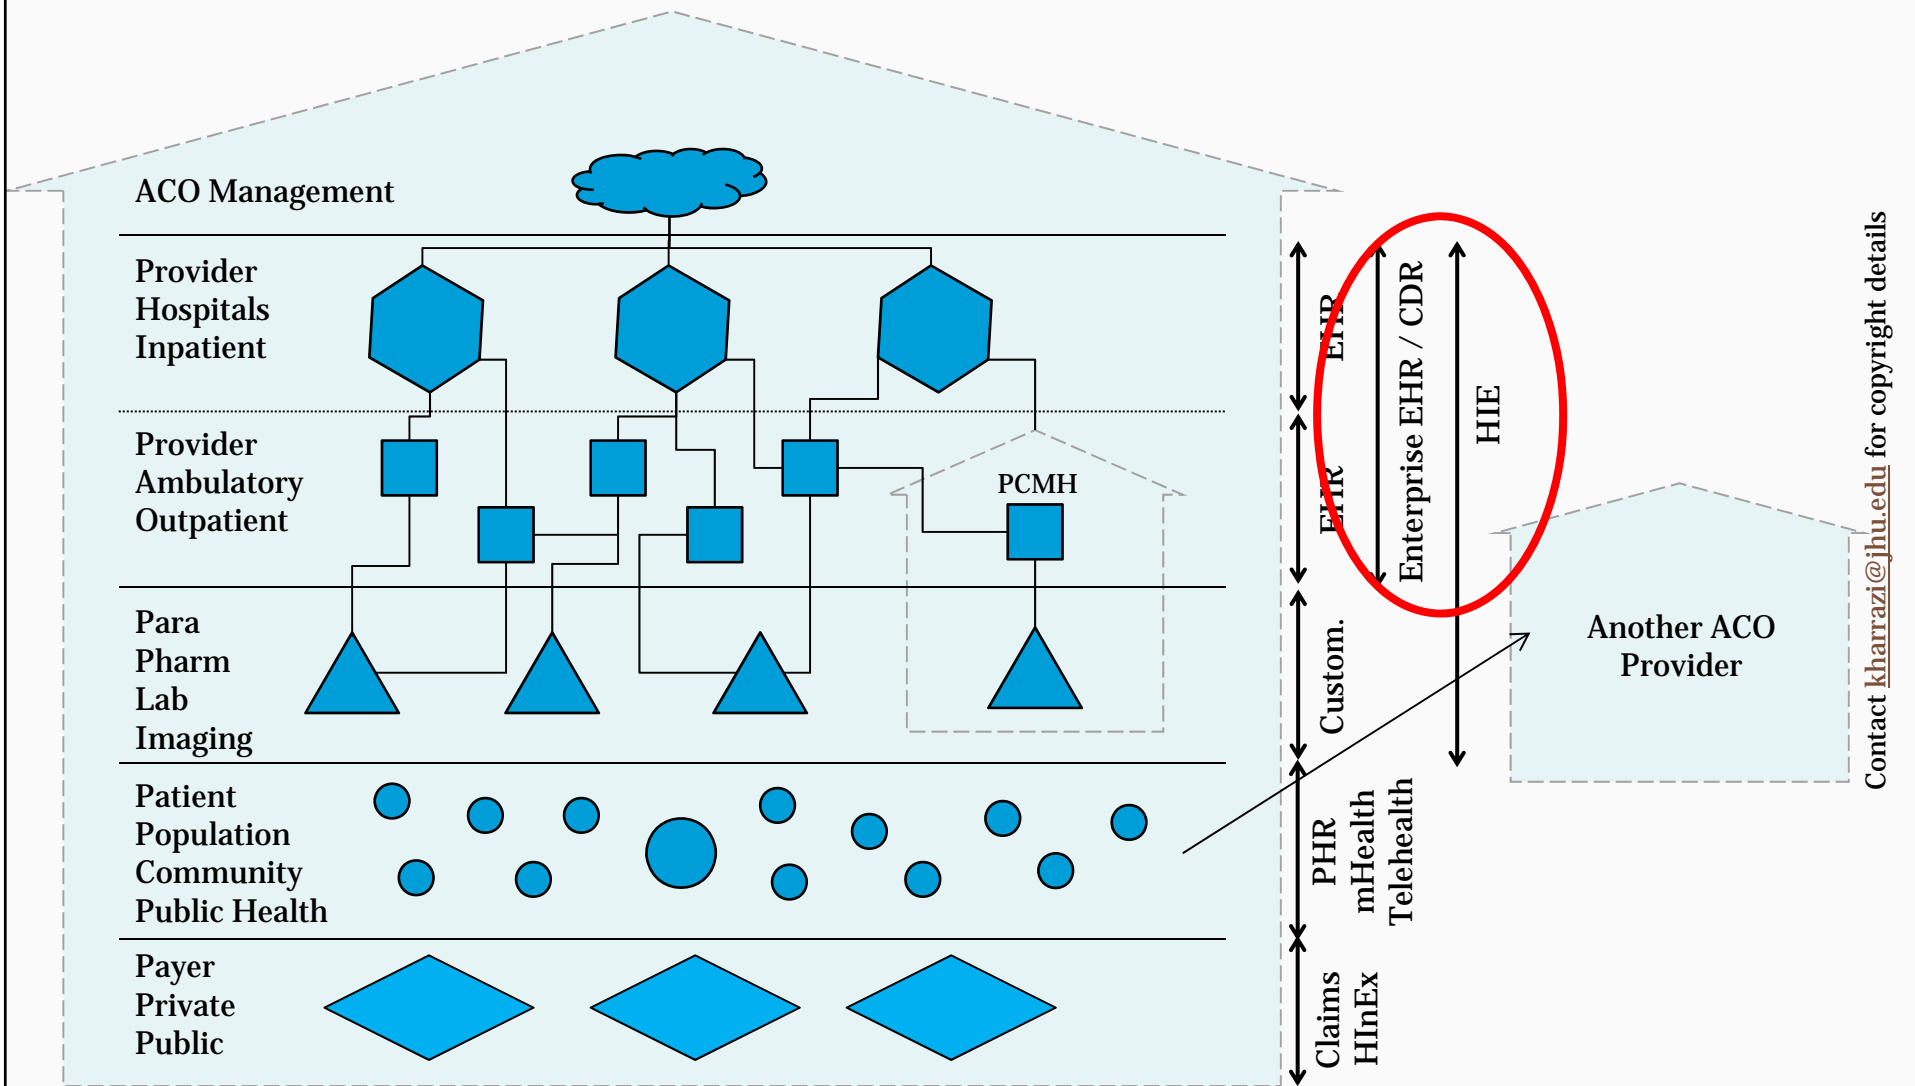 ACO Management
Provider
Hospitals
Inpatient
Provider
Ambulatory
Outpatient
PCMH
Para
Pharm
Lab
Imaging
Patient
Population
Community
Public Health
Payer
Private
Public
EHR
EHR
Custom.
PHR
mHealth
Telehealth
Claims
HInEx
Enterprise EHR / CDR
HIE
Another ACO
Provider
Contact kharrazi@jhu.edu for copyright details